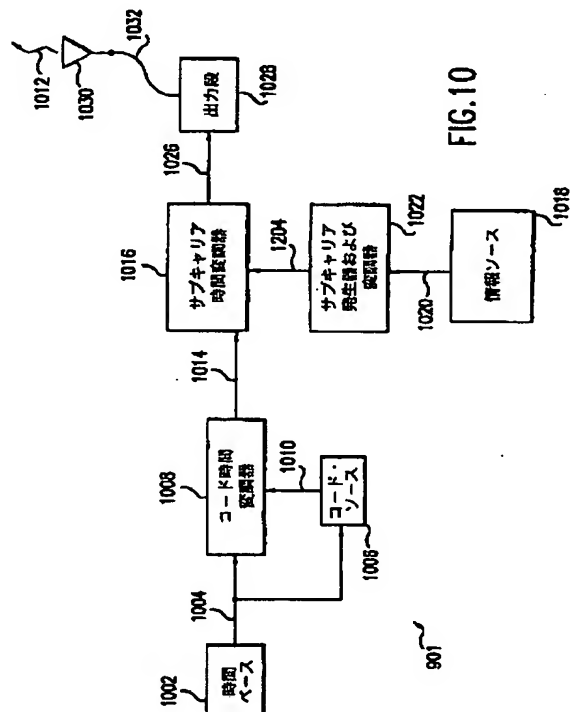 1012
1030
1032
出力段
1028
1026
1016
サブキャリア
時間変調器
1204
サブキャリア
発生器および
変調器
1022
1020
情報ソース
1018
1014
1008
コード時間
変調器
1010
コード・
ソース
1006
1004
1002
時間
ベース
901
FIG.10